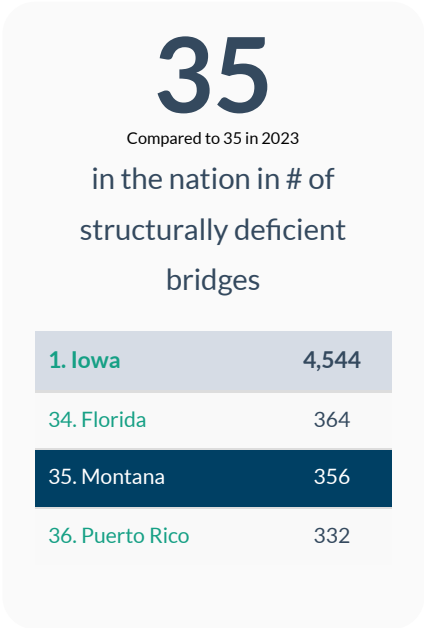 35
Compared to 35 in 2023
in the nation in # of
structurally deficient
bridges
1. Iowa 4,544
34. Florida 364
35. Montana 356
36. Puerto Rico 332